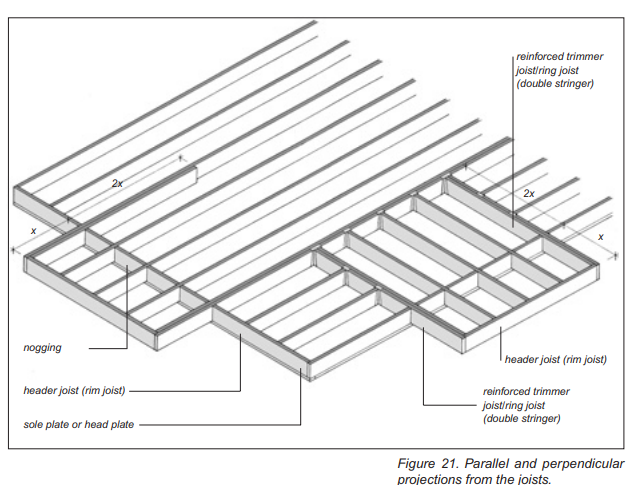 reinforced trimmer
joist/ring joist
(double stringer)
2x
2x
x
x
nogging
header joist (rim joist)
header joist (rim joist)
reinforced trimmer
joist/ring joist
(double stringer)
sole plate or head plate
Figure 21. Parallel and perpendicular
projections from the joists.